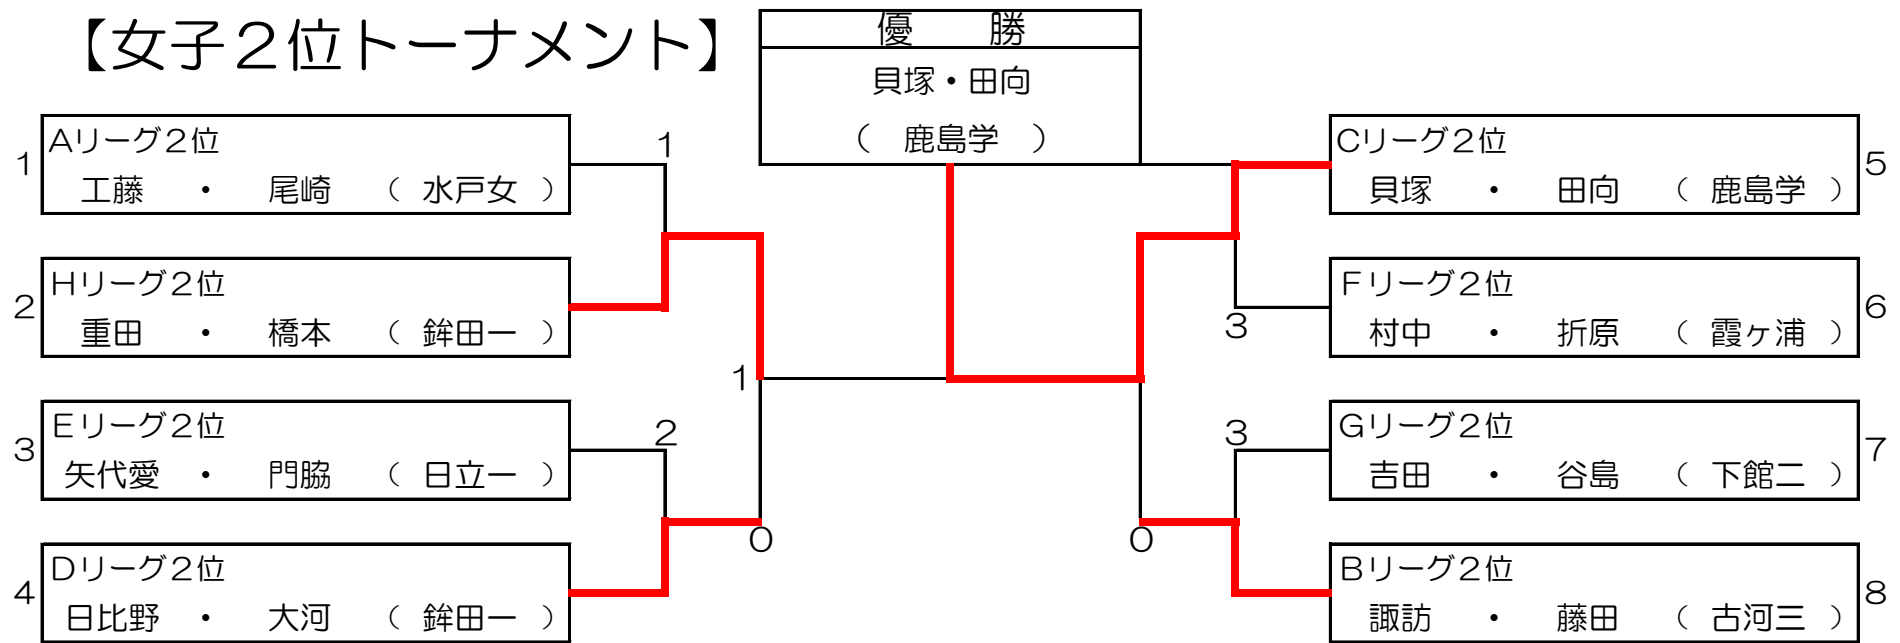 【女子２位トーナメント】
優　勝
貝塚・田向
（ 鹿島学 ）
1
Aリーグ２位
工藤 ・ 尾崎 （ 水戸女 ）
1
2
Hリーグ２位
重田 ・ 橋本 （ 鉾田一 ）
1
3
Eリーグ２位
矢代愛 ・ 門脇 （ 日立一 ）
2
4
Dリーグ２位
日比野 ・ 大河 （ 鉾田一 ）
0
Cリーグ２位
貝塚 ・ 田向 （ 鹿島学 ）
5
Fリーグ２位
村中 ・ 折原 （ 霞ヶ浦 ）
6
3
Gリーグ２位
吉田 ・ 谷島 （ 下館二 ）
7
3
Bリーグ２位
諏訪 ・ 藤田 （ 古河三 ）
8
0